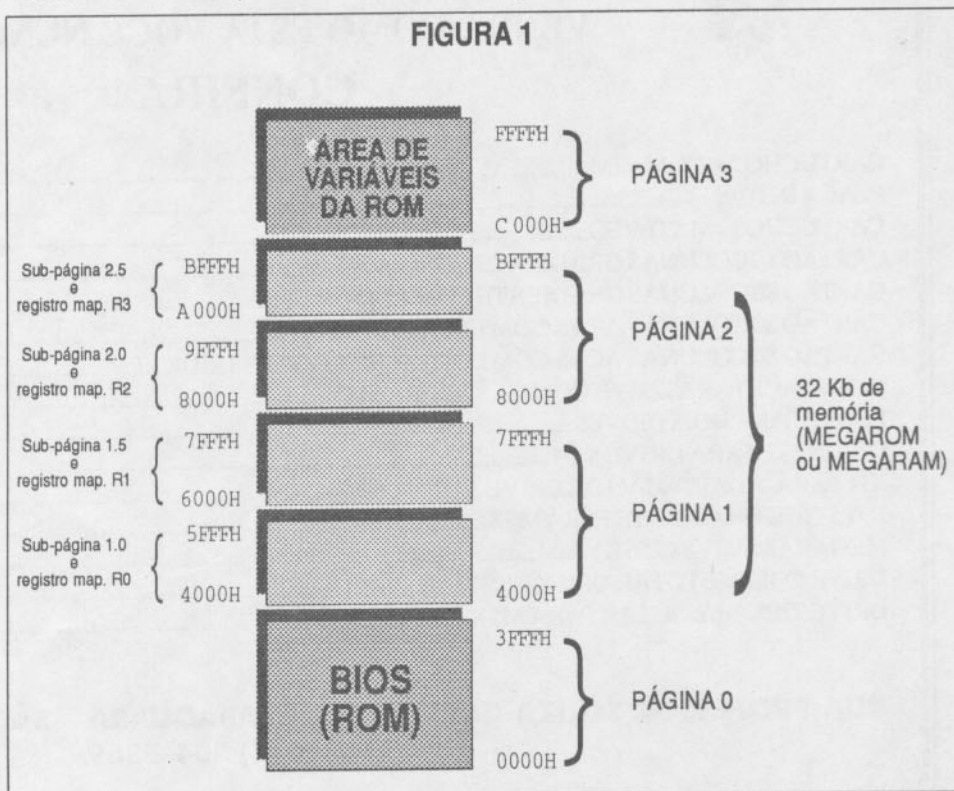 FIGURA 1
ÁREA DE
VARIÁVEIS
DA ROM
FFFFH
C000H
PÁGINA 3
Sub-página 2.5
e
registro map. R3
BFFFH
A000H
BFFFH
8000H
PÁGINA 2
Sub-página 2.0
e
registro map. R2
9FFFH
8000H
32 Kb de
memória
(MEGAROM
ou MEGARAM)
Sub-página 1.5
e
registro map. R1
7FFFH
6000H
7FFFH
4000H
PÁGINA 1
Sub-página 1.0
e
registro map. R0
5FFFH
4000H
BIOS
(ROM)
3FFFH
0000H
PÁGINA 0